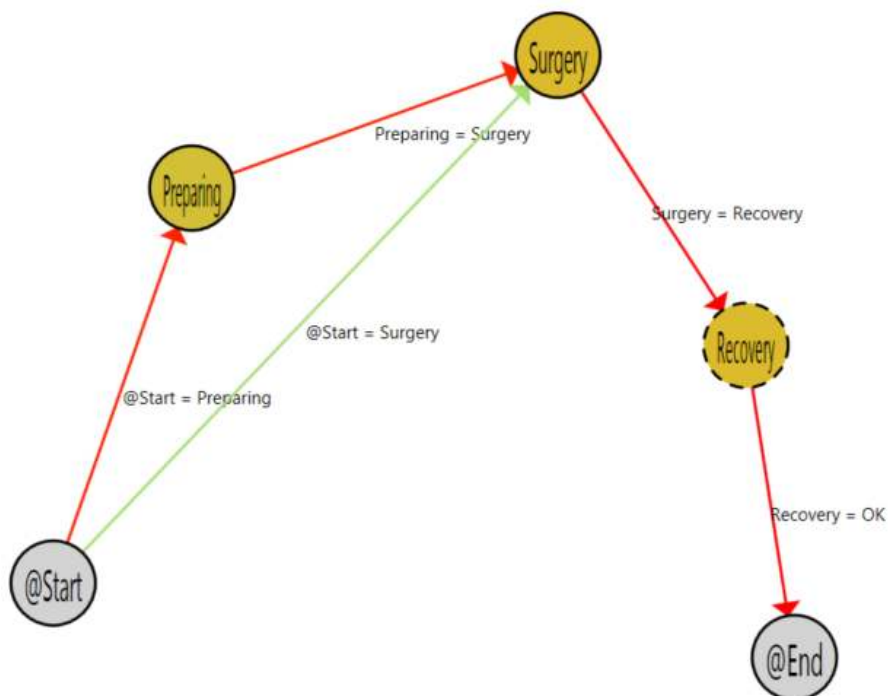 Surgery
Preparing = Surgery
Preparing
Surgery = Recovery
@Start = Surgery
Recovery
@Start = Preparing
Recovery = OK
@Start
@End